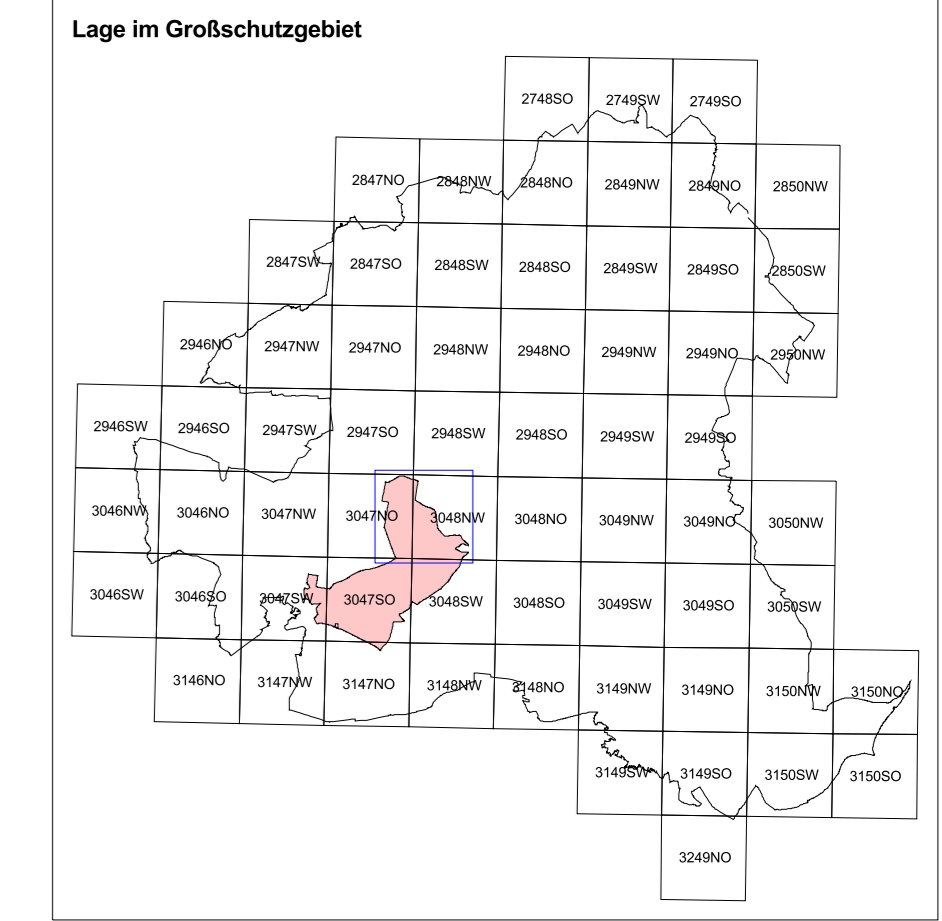 Lage im Großschutzgebiet
2748SO 2749SW 2749SO
2847NO 2848NW 2848NO 2849NW 2849NO 2850NW
2847SW 2847SO 2848SW 2848SO 2849SW 2849SO 2850SW
2946NO 2947NW 2947NO 2948NW 2948NO 2949NW 2949NO 2950NW
2946SW 2946SO 2947SW 2947SO 2948SW 2948SO 2949SW 2949SO
3046NW 3046NO 3047NW 3047NO 3048NW 3048NO 3049NW 3049NO 3050NW
3046SW 3046SO 3047SW 3047SO 3048SW 3048SO 3049SW 3049SO 3050SW
3146NO 3147NW 3147NO 3148NW 3148NO 3149NW 3149NO 3150NW 3150NO
3149SW 3149SO 3150SW 3150SO
3249NO